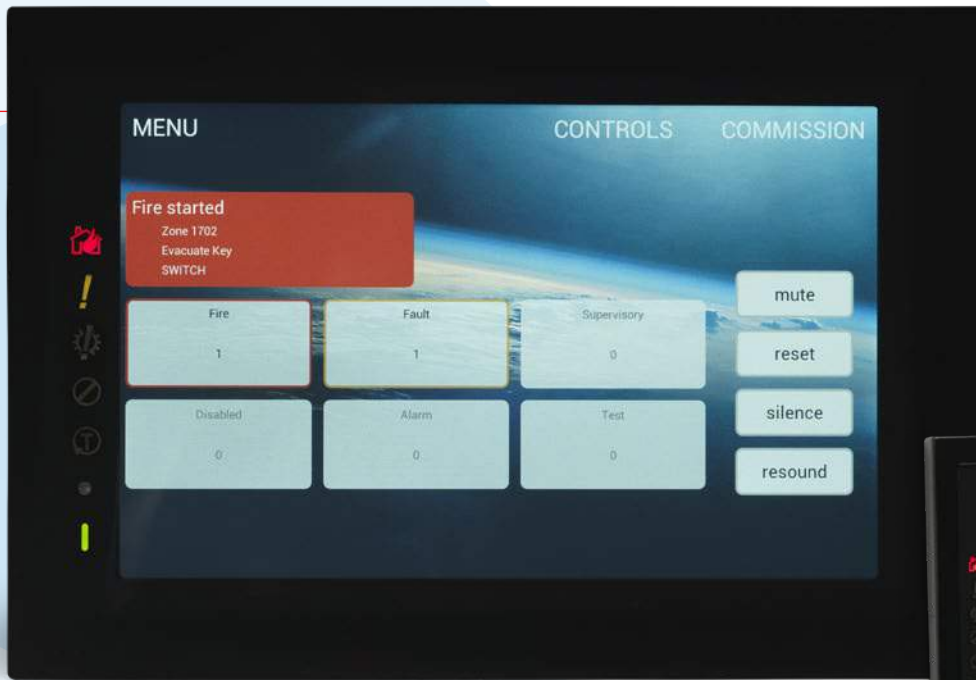 MENU
CONTROLS
COMMISSION
Fire started
Zone 1702
Evacuate Key
SWITCH
Fire
1
Fault
1
Supervisory
0
Disabled
0
Alarm
0
Test
0
mute
reset
silence
resound